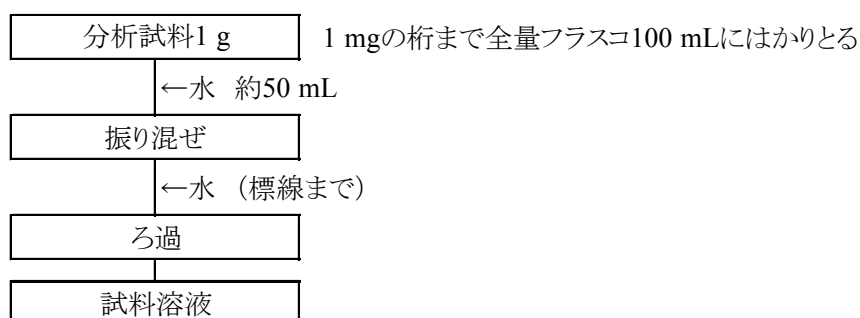 分析試料1 g 1 mgの桁まで全量フラスコ100 mLにはかりとる
←水 約50 mL
振り混ぜ
←水 (標線まで)
ろ過
試料溶液